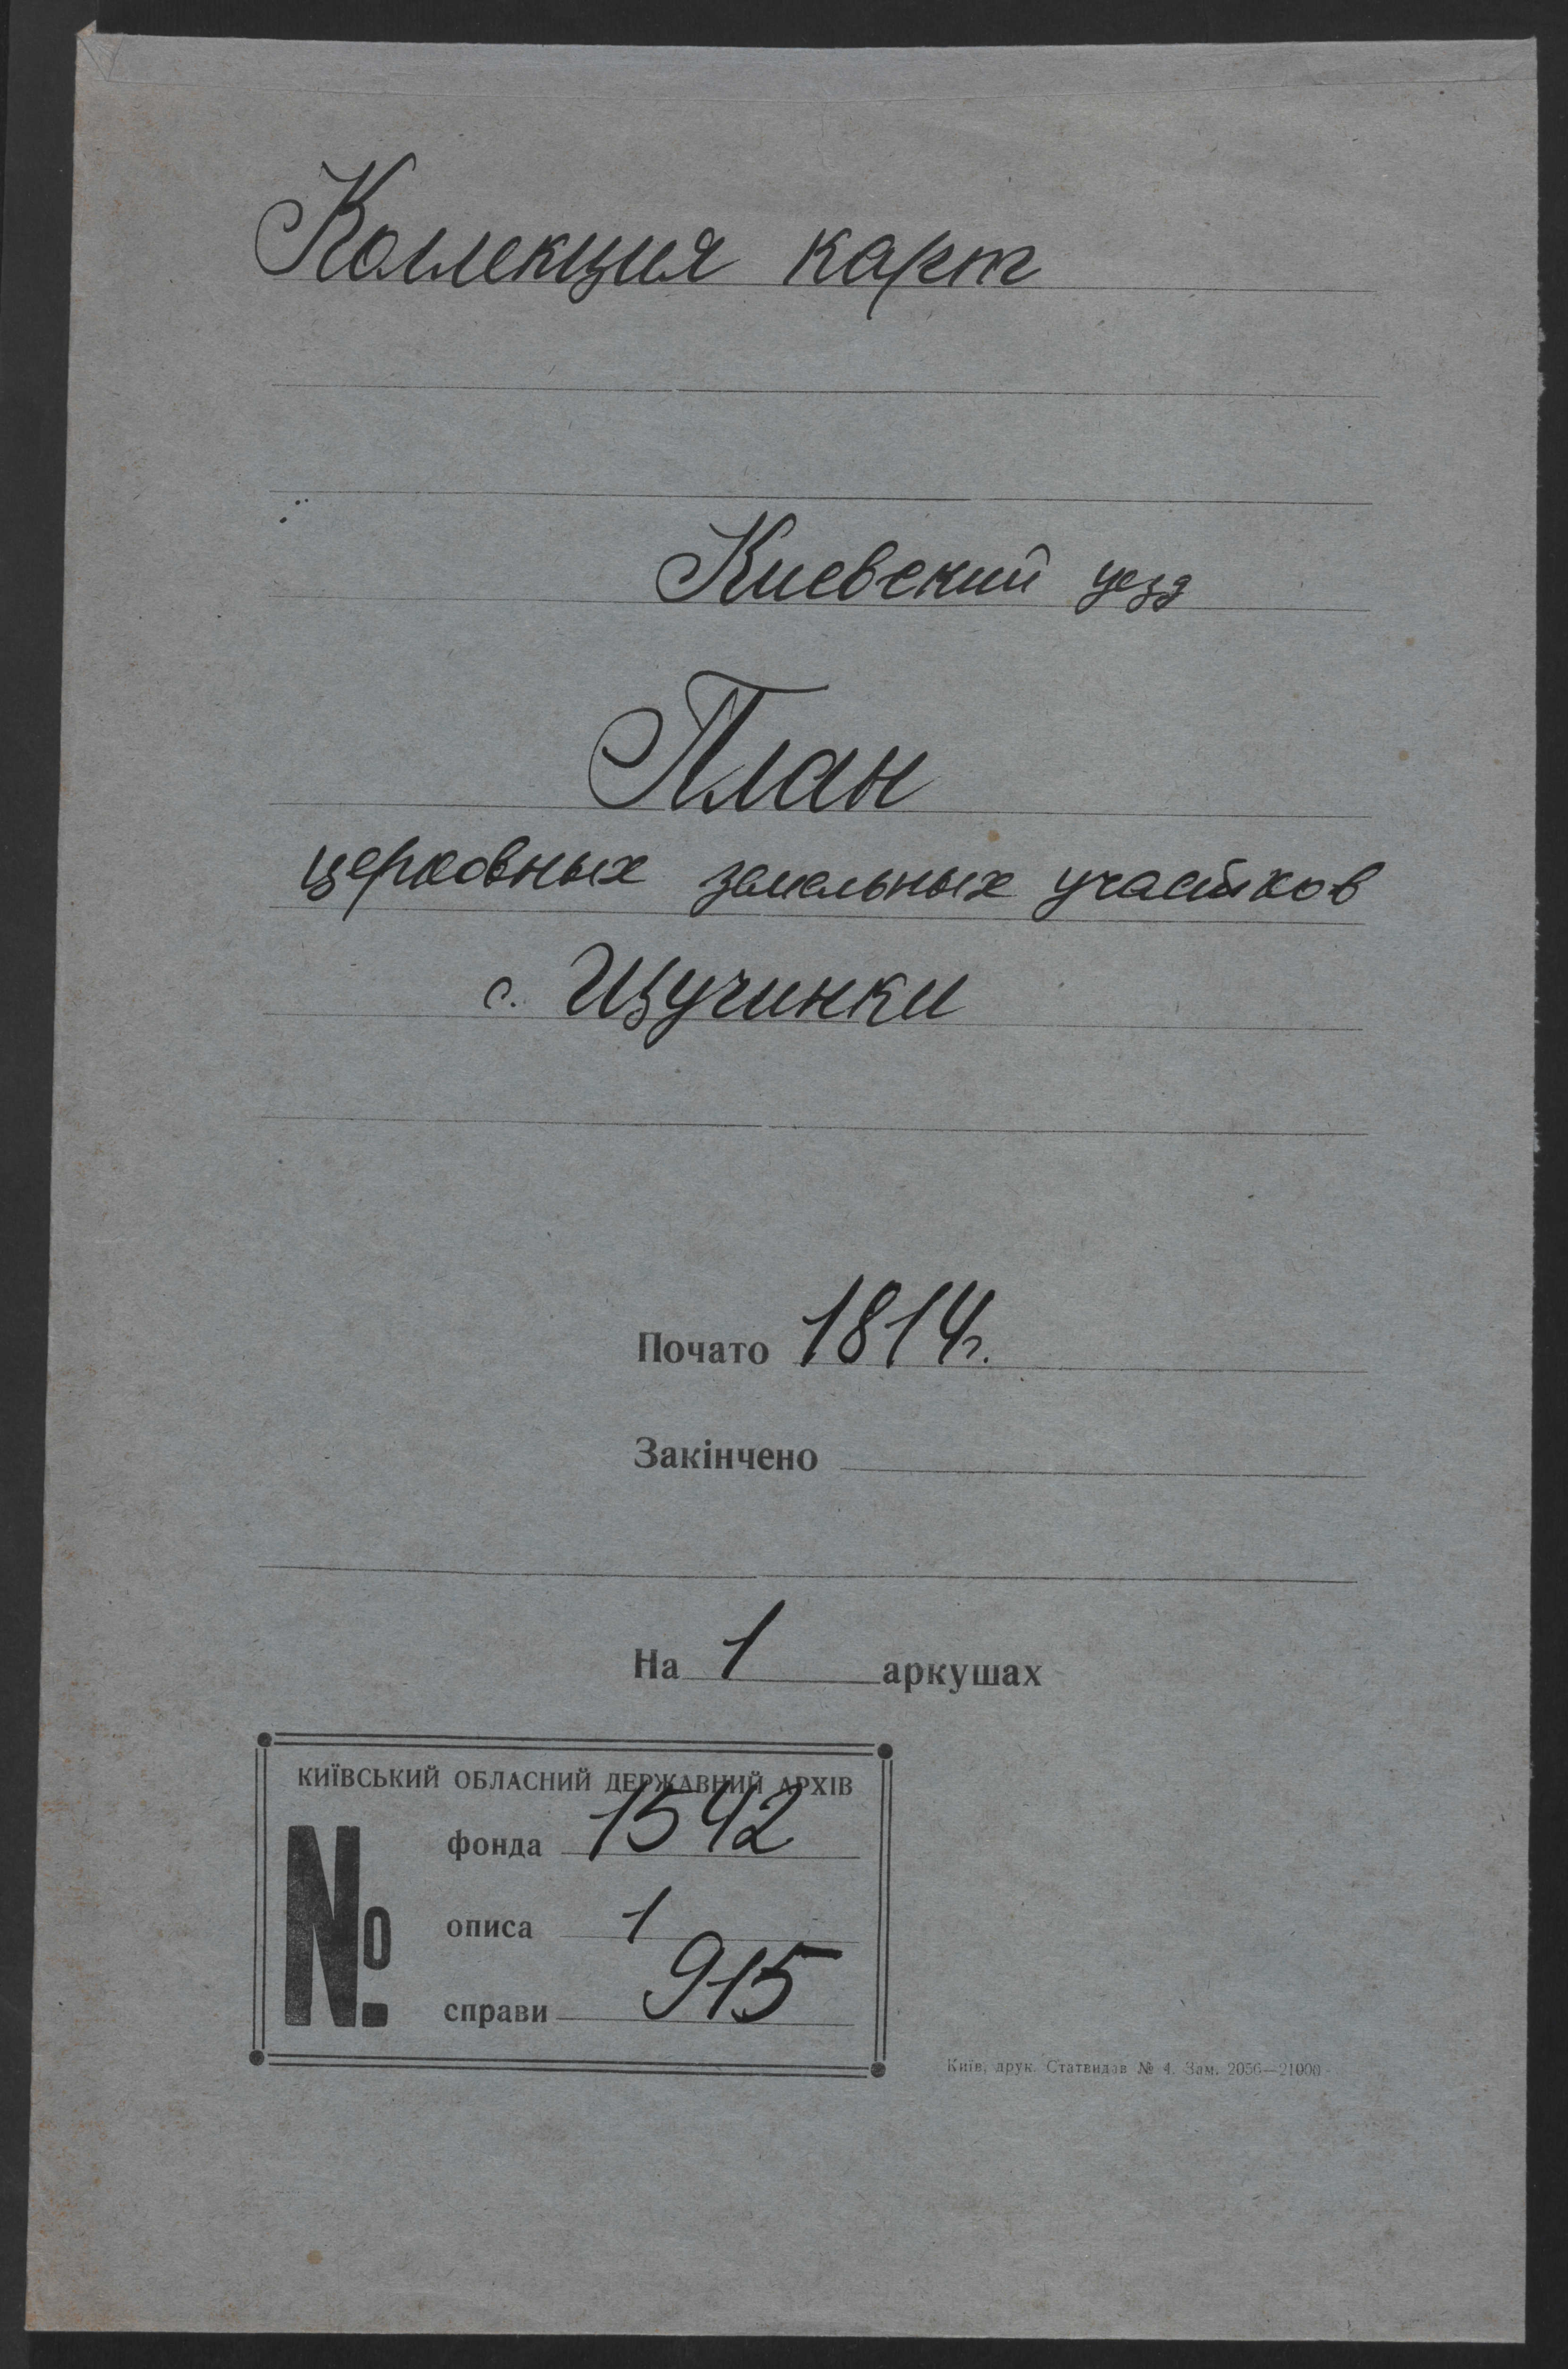 Коллекция карт
Киевский уезд
План
церковных земельных участков
с. Щучинки
Почато 1814г.
Закінчено
На 1 аркушах
КИЇВСЬКИЙ ОБЛАСНИЙ ДЕРЖАВНИЙ АРХІВ
№
фонда 1542
описа 1
справи 915
Київ, друк. Статвидав № 4. Зам. 2056—21000